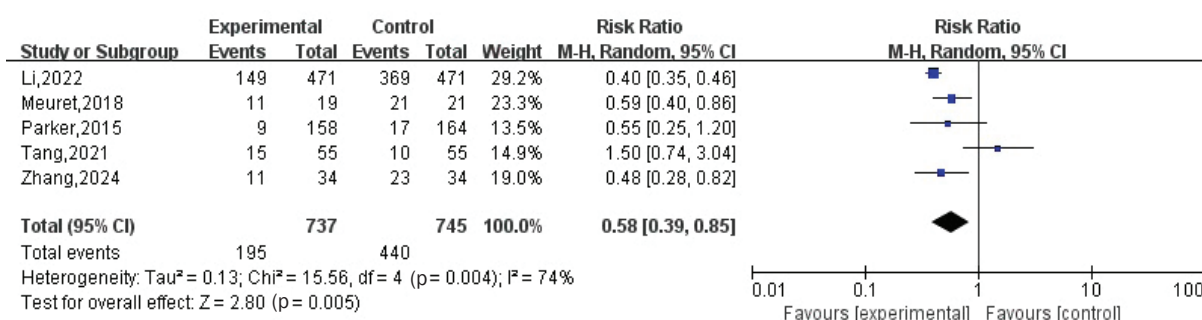 Experimental Control Risk Ratio Risk Ratio
Study or Subgroup Events Total Events Total Weight M-H, Random, 95% CI M-H, Random, 95% CI
Li,2022 149 471 369 471 29.2% 0.40 [0.35, 0.46]
Meuret,2018 11 19 21 21 23.3% 0.59 [0.40, 0.86]
Parker,2015 9 158 17 164 13.5% 0.55 [0.25, 1.20]
Tang,2021 15 55 10 55 14.9% 1.50 [0.74, 3.04]
Zhang,2024 11 34 23 34 19.0% 0.48 [0.28, 0.82]
Total (95% CI) 737 745 100.0% 0.58 [0.39, 0.85]
Total events 195 440
Heterogeneity: Tau² = 0.13; Chi² = 15.56, df = 4 (p = 0.004); I² = 74%
Test for overall effect: Z = 2.80 (p = 0.005)
0.01 0.1 1 10 100
Favours [experimental] Favours [control]